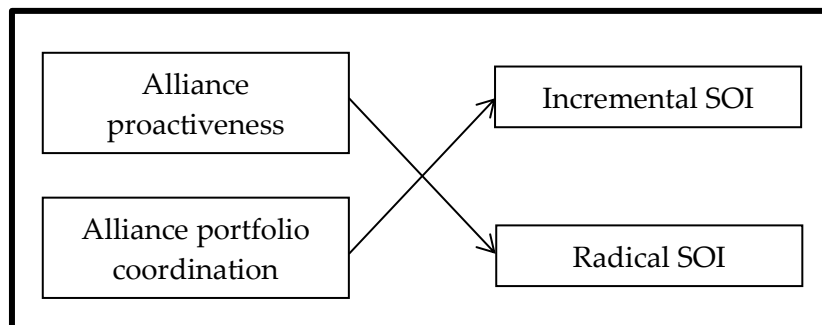 Alliance
proactiveness
Alliance portfolio
coordination
Incremental SOI
Radical SOI